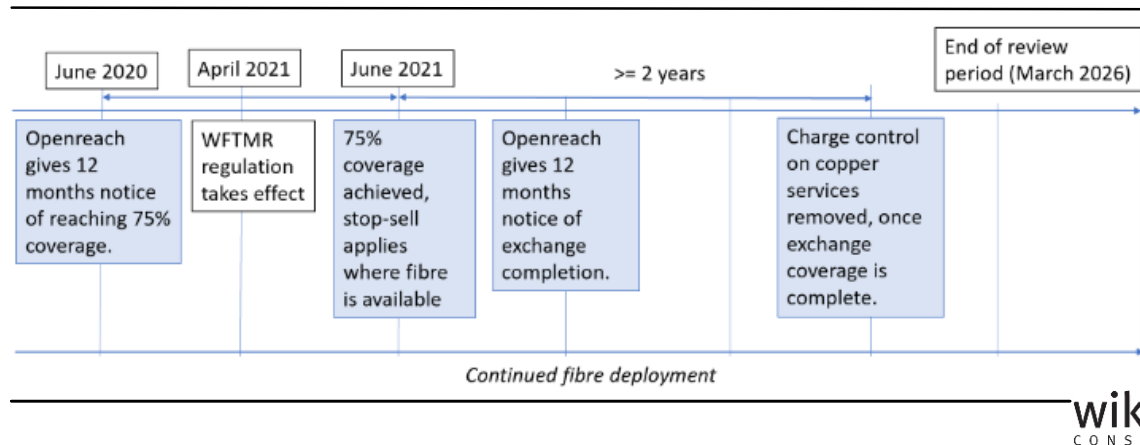 End of review
period (March 2026)
June 2020
April 2021
June 2021
>= 2 years
Openreach
gives 12
months notice
of reaching 75%
coverage.
WFTMR
regulation
takes effect
75%
coverage
achieved,
stop-sell
applies
where fibre
is available
Openreach
gives 12
months
notice of
exchange
completion.
Charge control
on copper
services
removed, once
exchange
coverage is
complete.
Continued fibre deployment
wik
CONS